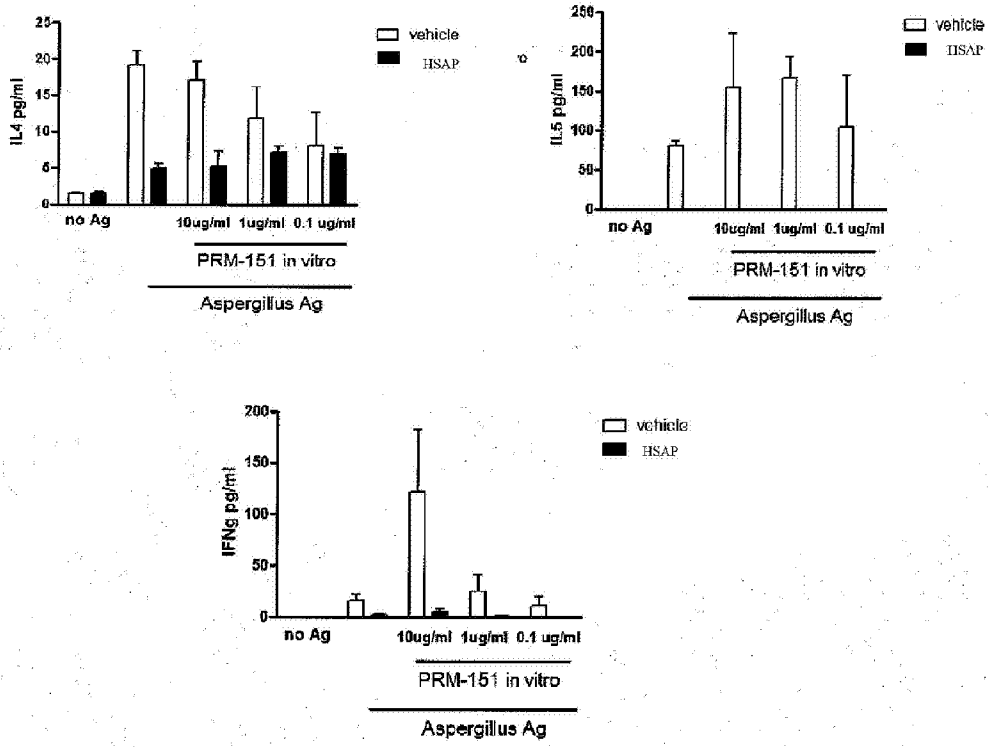 25
20
15
10
5
0
IL4 pg/ml
vehicle
HSAP
no Ag
10ug/ml 1ug/ml 0.1 ug/ml
PRM-151 in vitro
Aspergillus Ag
250
200
150
100
50
0
IL5 pg/ml
vehicle
HSAP
no Ag
10ug/ml 1ug/ml 0.1 ug/ml
PRM-151 in vitro
Aspergillus Ag
200
150
100
50
0
IFNg pg/ml
vehicle
HSAP
no Ag
10ug/ml 1ug/ml 0.1 ug/ml
PRM-151 in vitro
Aspergillus Ag